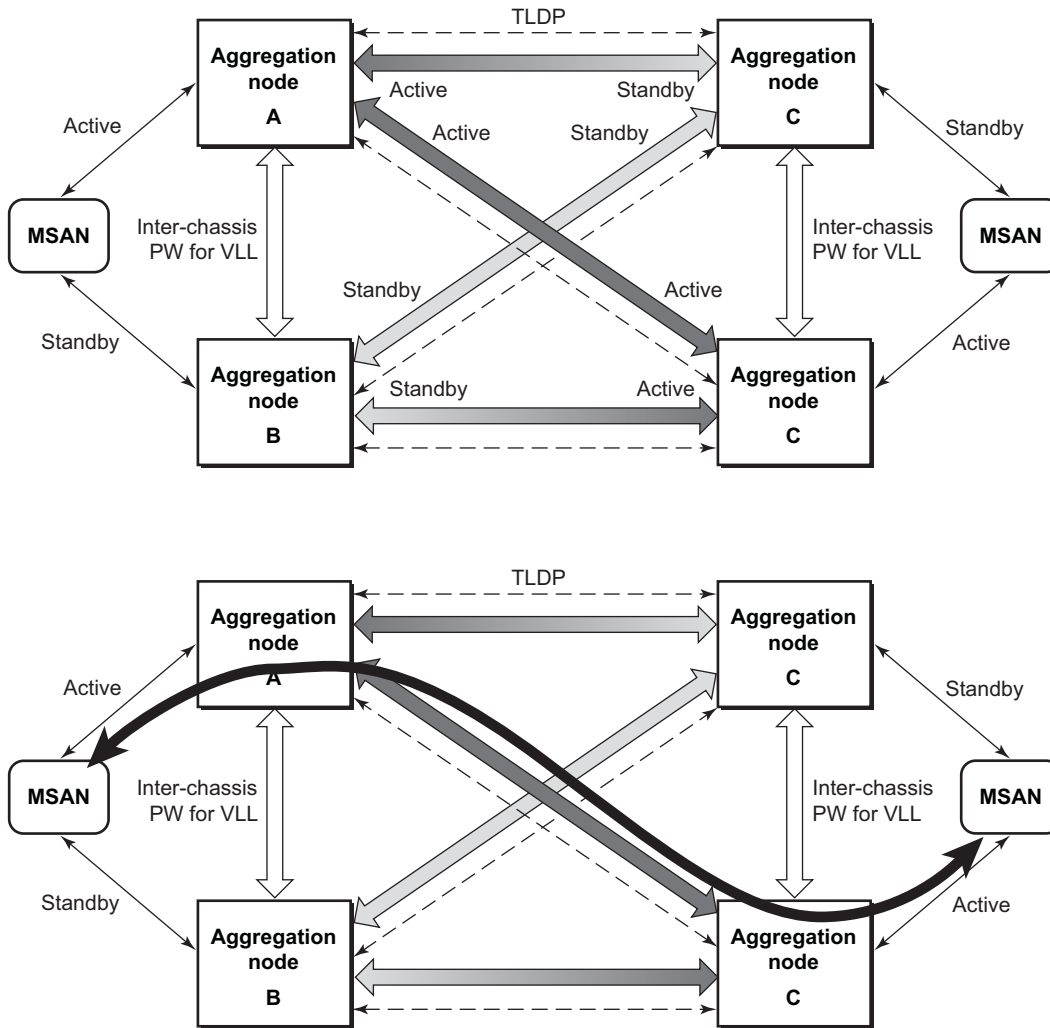 TLDP
Aggregation
node
A
Aggregation
node
C
Active
Standby
Active
Standby
Active
Standby
MSAN
Inter-chassis
PW for VLL
Inter-chassis
PW for VLL
MSAN
Standby
Active
Standby
Active
Aggregation
node
B
Standby
Active
Aggregation
node
C
TLDP
Aggregation
node
A
Aggregation
node
C
Active
Standby
MSAN
Inter-chassis
PW for VLL
Inter-chassis
PW for VLL
MSAN
Standby
Active
Aggregation
node
B
Aggregation
node
C